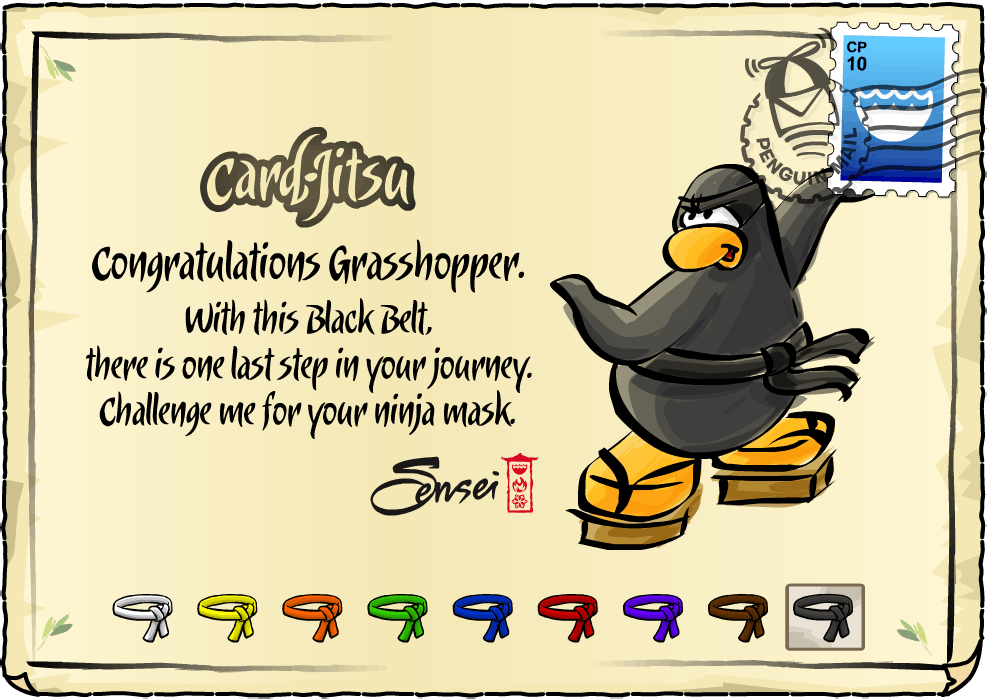 CP
10
PENGUIN MAIL
Card-Jitsu
Congratulations Grasshopper.
With this Black Belt,
there is one last step in your journey.
Challenge me for your ninja mask.
Sensei